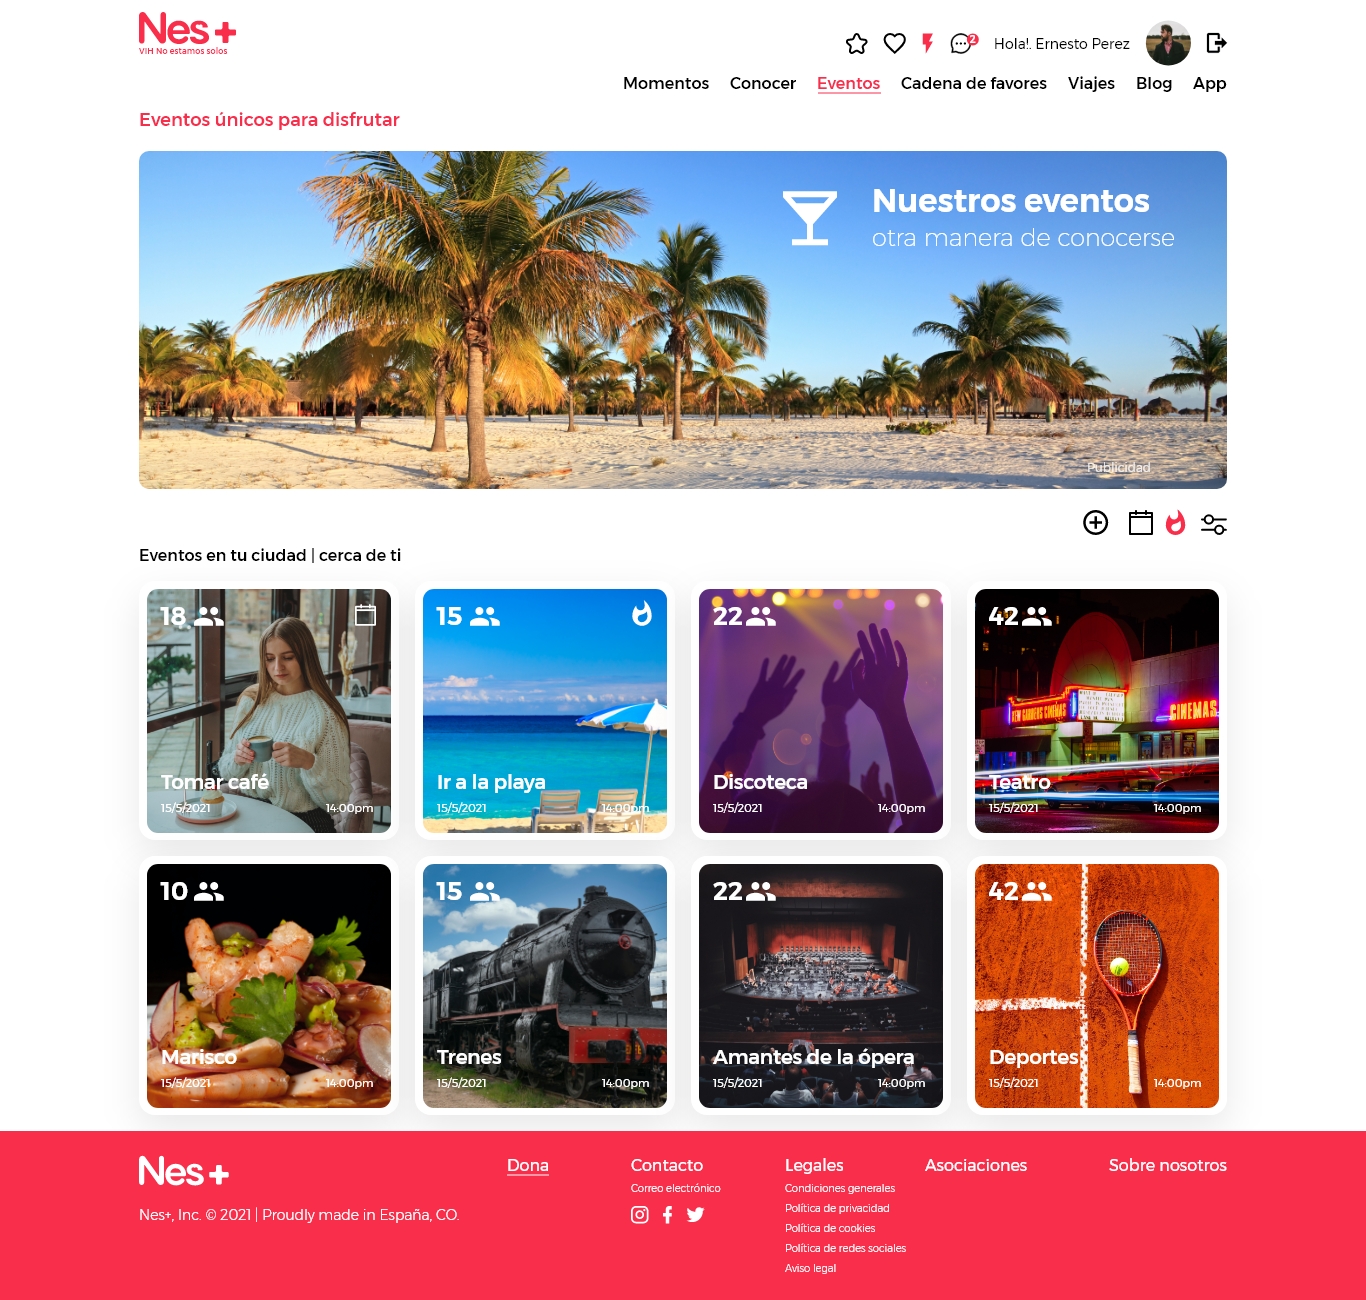 Nes+
VIH No estamos solos
2
Hola!. Ernesto Perez
Momentos Conocer Eventos Cadena de favores Viajes Blog App
Eventos únicos para disfrutar
Nuestros eventos
otra manera de conocerse
Publicidad
Eventos en tu ciudad | cerca de ti
18
Tomar café
15/5/2021 14:00pm
15
Ir a la playa
15/5/2021 14:00pm
22
Discoteca
15/5/2021 14:00pm
42
CINEMAS
Teatro
15/5/2021 14:00pm
10
Marisco
15/5/2021 14:00pm
15
Trenes
15/5/2021 14:00pm
22
Amantes de la ópera
15/5/2021 14:00pm
42
Deportes
15/5/2021 14:00pm
Nes+
Nes+, Inc. © 2021 | Proudly made in España, CO.
Dona
Contacto
Correo electrónico
Legales
Condiciones generales
Política de privacidad
Política de cookies
Política de redes sociales
Aviso legal
Asociaciones
Sobre nosotros